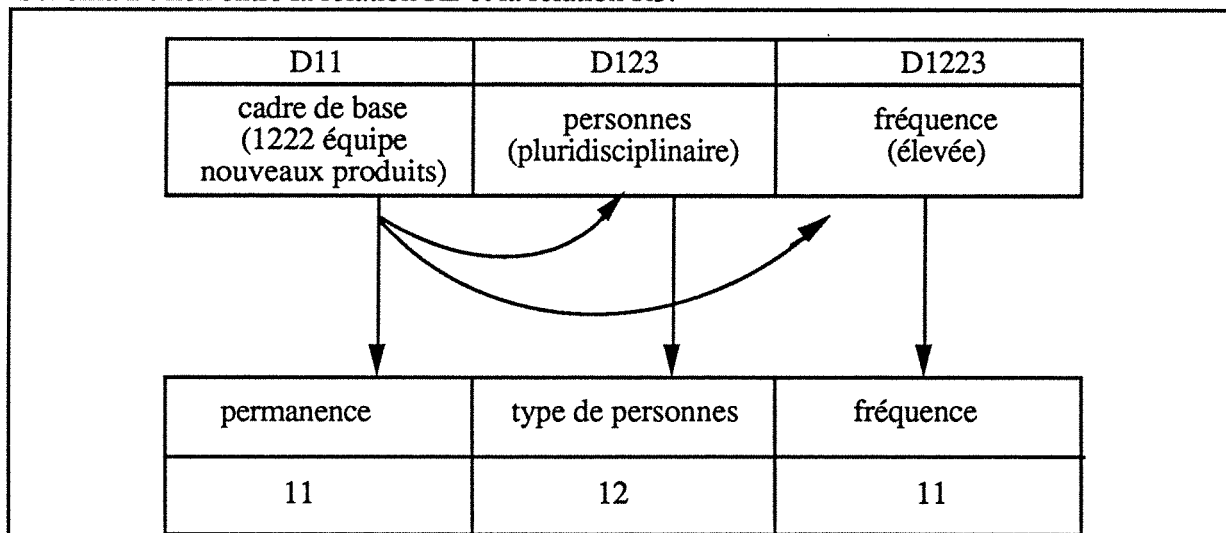 D11 D123 D1223
cadre de base
(1222 équipe
nouveaux produits)
personnes
(pluridisciplinaire)
fréquence
(élevée)
permanence type de personnes fréquence
11 12 11